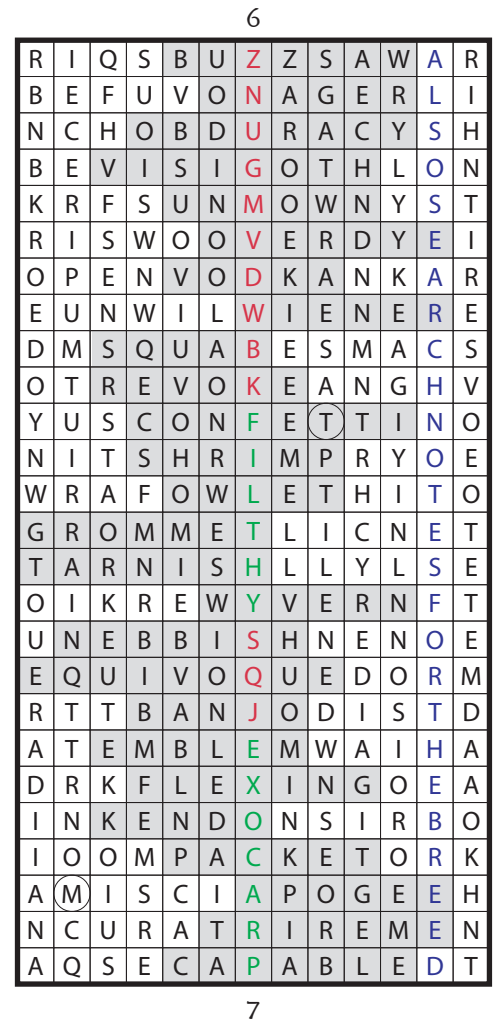 6
R I Q S B U Z Z S A W A R
B E F U V O N A G E R L I
N C H O B D U R A C Y S H
B E V I S I G O T H L O N
K R F S U N M O W N Y S T
R I S W O O V E R D Y E I
O P E N V O D K A N K A R
E U N W I L W I E N E R E
D M S Q U A B E S M A C S
O T R E V O K E A N G H V
Y U S C O N F E T T I N O
N I T S H R I M P R Y O E
W R A F O W L E T H I T O
G R O M M E T L I C N E T
T A R N I S H L L Y L S E
O I K R E W Y V E R N F T
U N E B B I S H N E N O E
E Q U I V O Q U E D O R M
R T T B A N J O D I S T D
A T E M B L E M W A I H A
D R K F L E X I N G O E A
I N K E N D O N S I R B O
I O O M P A C K E T O R K
A M I S C I A P O G E E H
N C U R A T R I R E M E N
A Q S E C A P A B L E D T
7